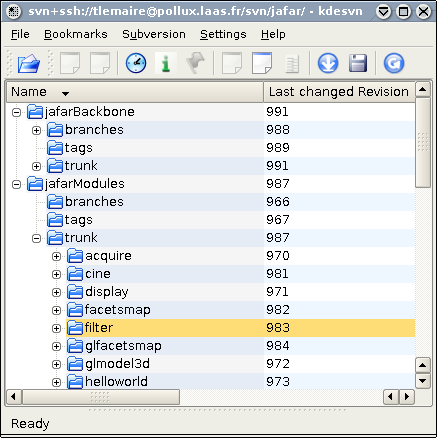 svn+ssh://tlemaire@pollux.laas.fr/svn/jafar/ - kdesvn
File Bookmarks Subversion Settings Help
Name Last changed Revision
jafarBackbone 991
branches 988
tags 989
trunk 991
jafarModules 987
branches 966
tags 967
trunk 987
acquire 970
cine 981
display 971
facetsmap 982
filter 983
glfacetsmap 984
glmodel3d 972
helloworld 973
Ready